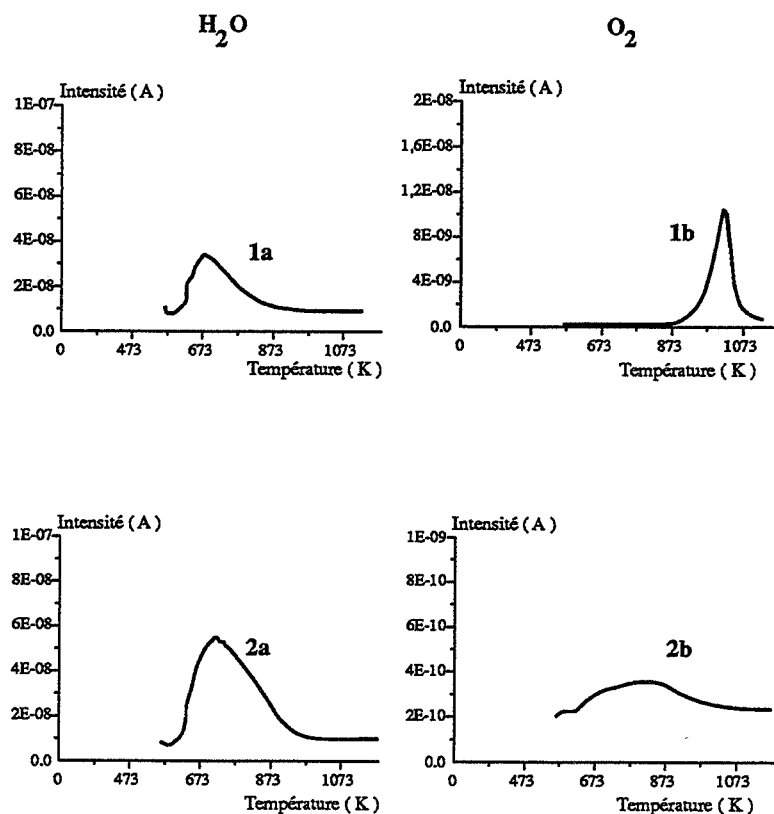 H2O
O2
Intensité ( A )
1E-07
8E-08
6E-08
4E-08
2E-08
0.0
1a
0 473 673 873 1073
Température ( K )
Intensité ( A )
2E-08
1,6E-08
1,2E-08
8E-09
4E-09
0.0
1b
0 473 673 873 1073
Température ( K )
Intensité ( A )
1E-07
8E-08
6E-08
4E-08
2E-08
0.0
2a
0 473 673 873 1073
Température ( K )
Intensité ( A )
1E-09
8E-10
6E-10
4E-10
2E-10
0.0
2b
0 473 673 873 1073
Température ( K )